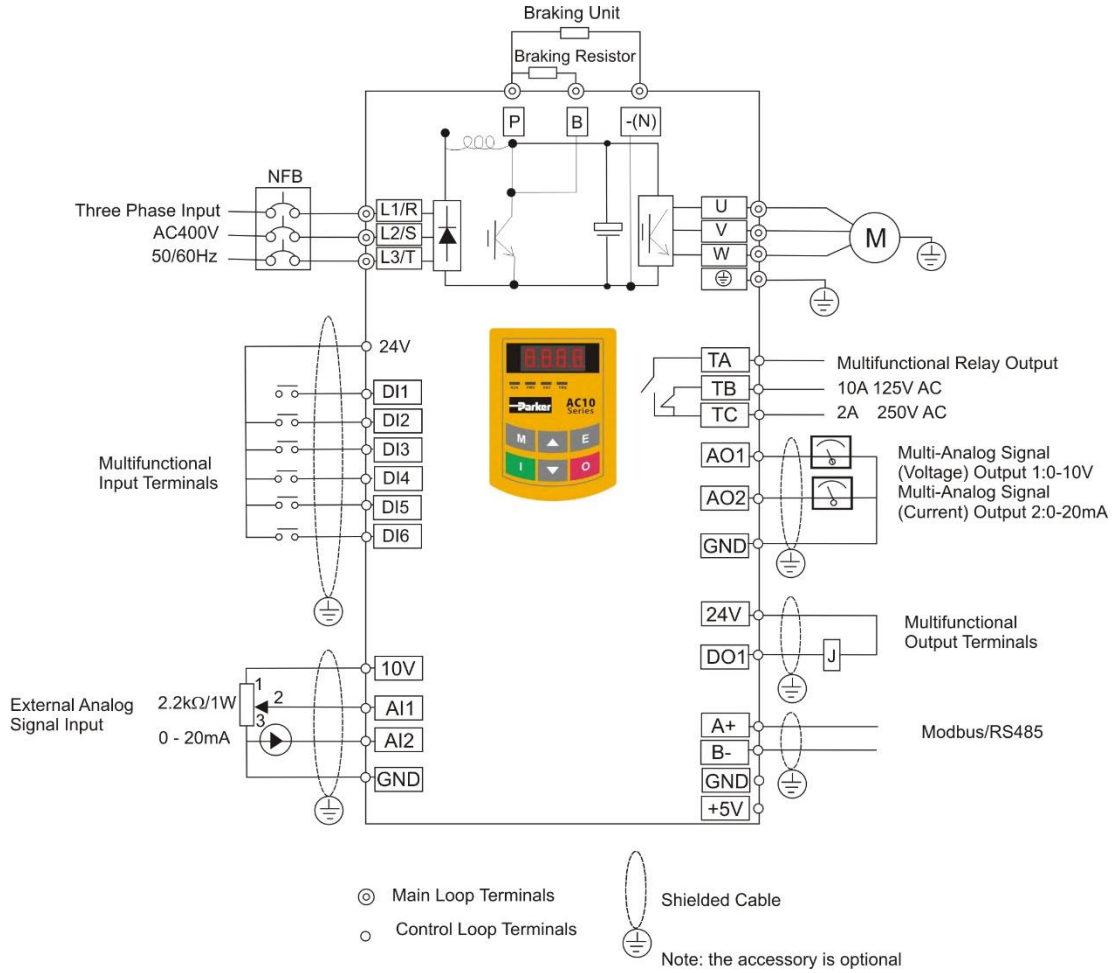 Braking Unit
Braking Resistor
P
B
-(N)
NFB
Three Phase Input
AC400V
50/60Hz
L1/R
L2/S
L3/T
U
V
W
M
24V
DI1
DI2
DI3
DI4
DI5
DI6
Multifunctional
Input Terminals
8.8.8.8
Parker
AC10
Series
M
E
I
O
TA
TB
TC
Multifunctional Relay Output
10A 125V AC
2A 250V AC
AO1
AO2
GND
Multi-Analog Signal
(Voltage) Output 1:0-10V
Multi-Analog Signal
(Current) Output 2:0-20mA
24V
DO1
J
Multifunctional
Output Terminals
External Analog
Signal Input
2.2kΩ/1W
0 - 20mA
1
2
3
10V
AI1
AI2
GND
A+
B-
GND
+5V
Modbus/RS485
Main Loop Terminals
Control Loop Terminals
Shielded Cable
Note: the accessory is optional